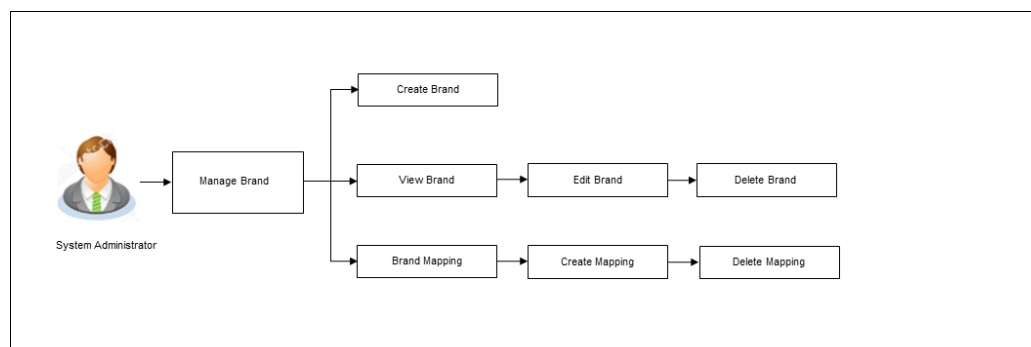 Create Brand
Manage Brand
View Brand
Edit Brand
Delete Brand
System Administrator
Brand Mapping
Create Mapping
Delete Mapping